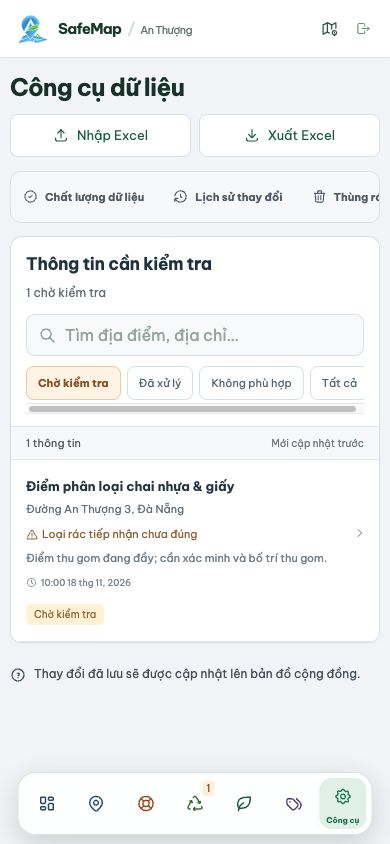 SafeMap / An Thượng
Công cụ dữ liệu
Nhập Excel
Xuất Excel
Chất lượng dữ liệu
Lịch sử thay đổi
Thùng
Thông tin cần kiểm tra
1 chờ kiểm tra
Tìm địa điểm, địa chỉ...
Chờ kiểm tra
Đã xử lý
Không phù hợp
Tất cả
1 thông tin
Mới cập nhật trước
Điểm phân loại chai nhựa & giấy
Đường An Thượng 3, Đà Nẵng
Loại rác tiếp nhận chưa đúng
Điểm thu gom đang đầy; cần xác minh và bố trí thu gom.
10:00 18 thg 11, 2026
Chờ kiểm tra
Thay đổi đã lưu sẽ được cập nhật lên bản đồ cộng đồng.
1
Công cụ